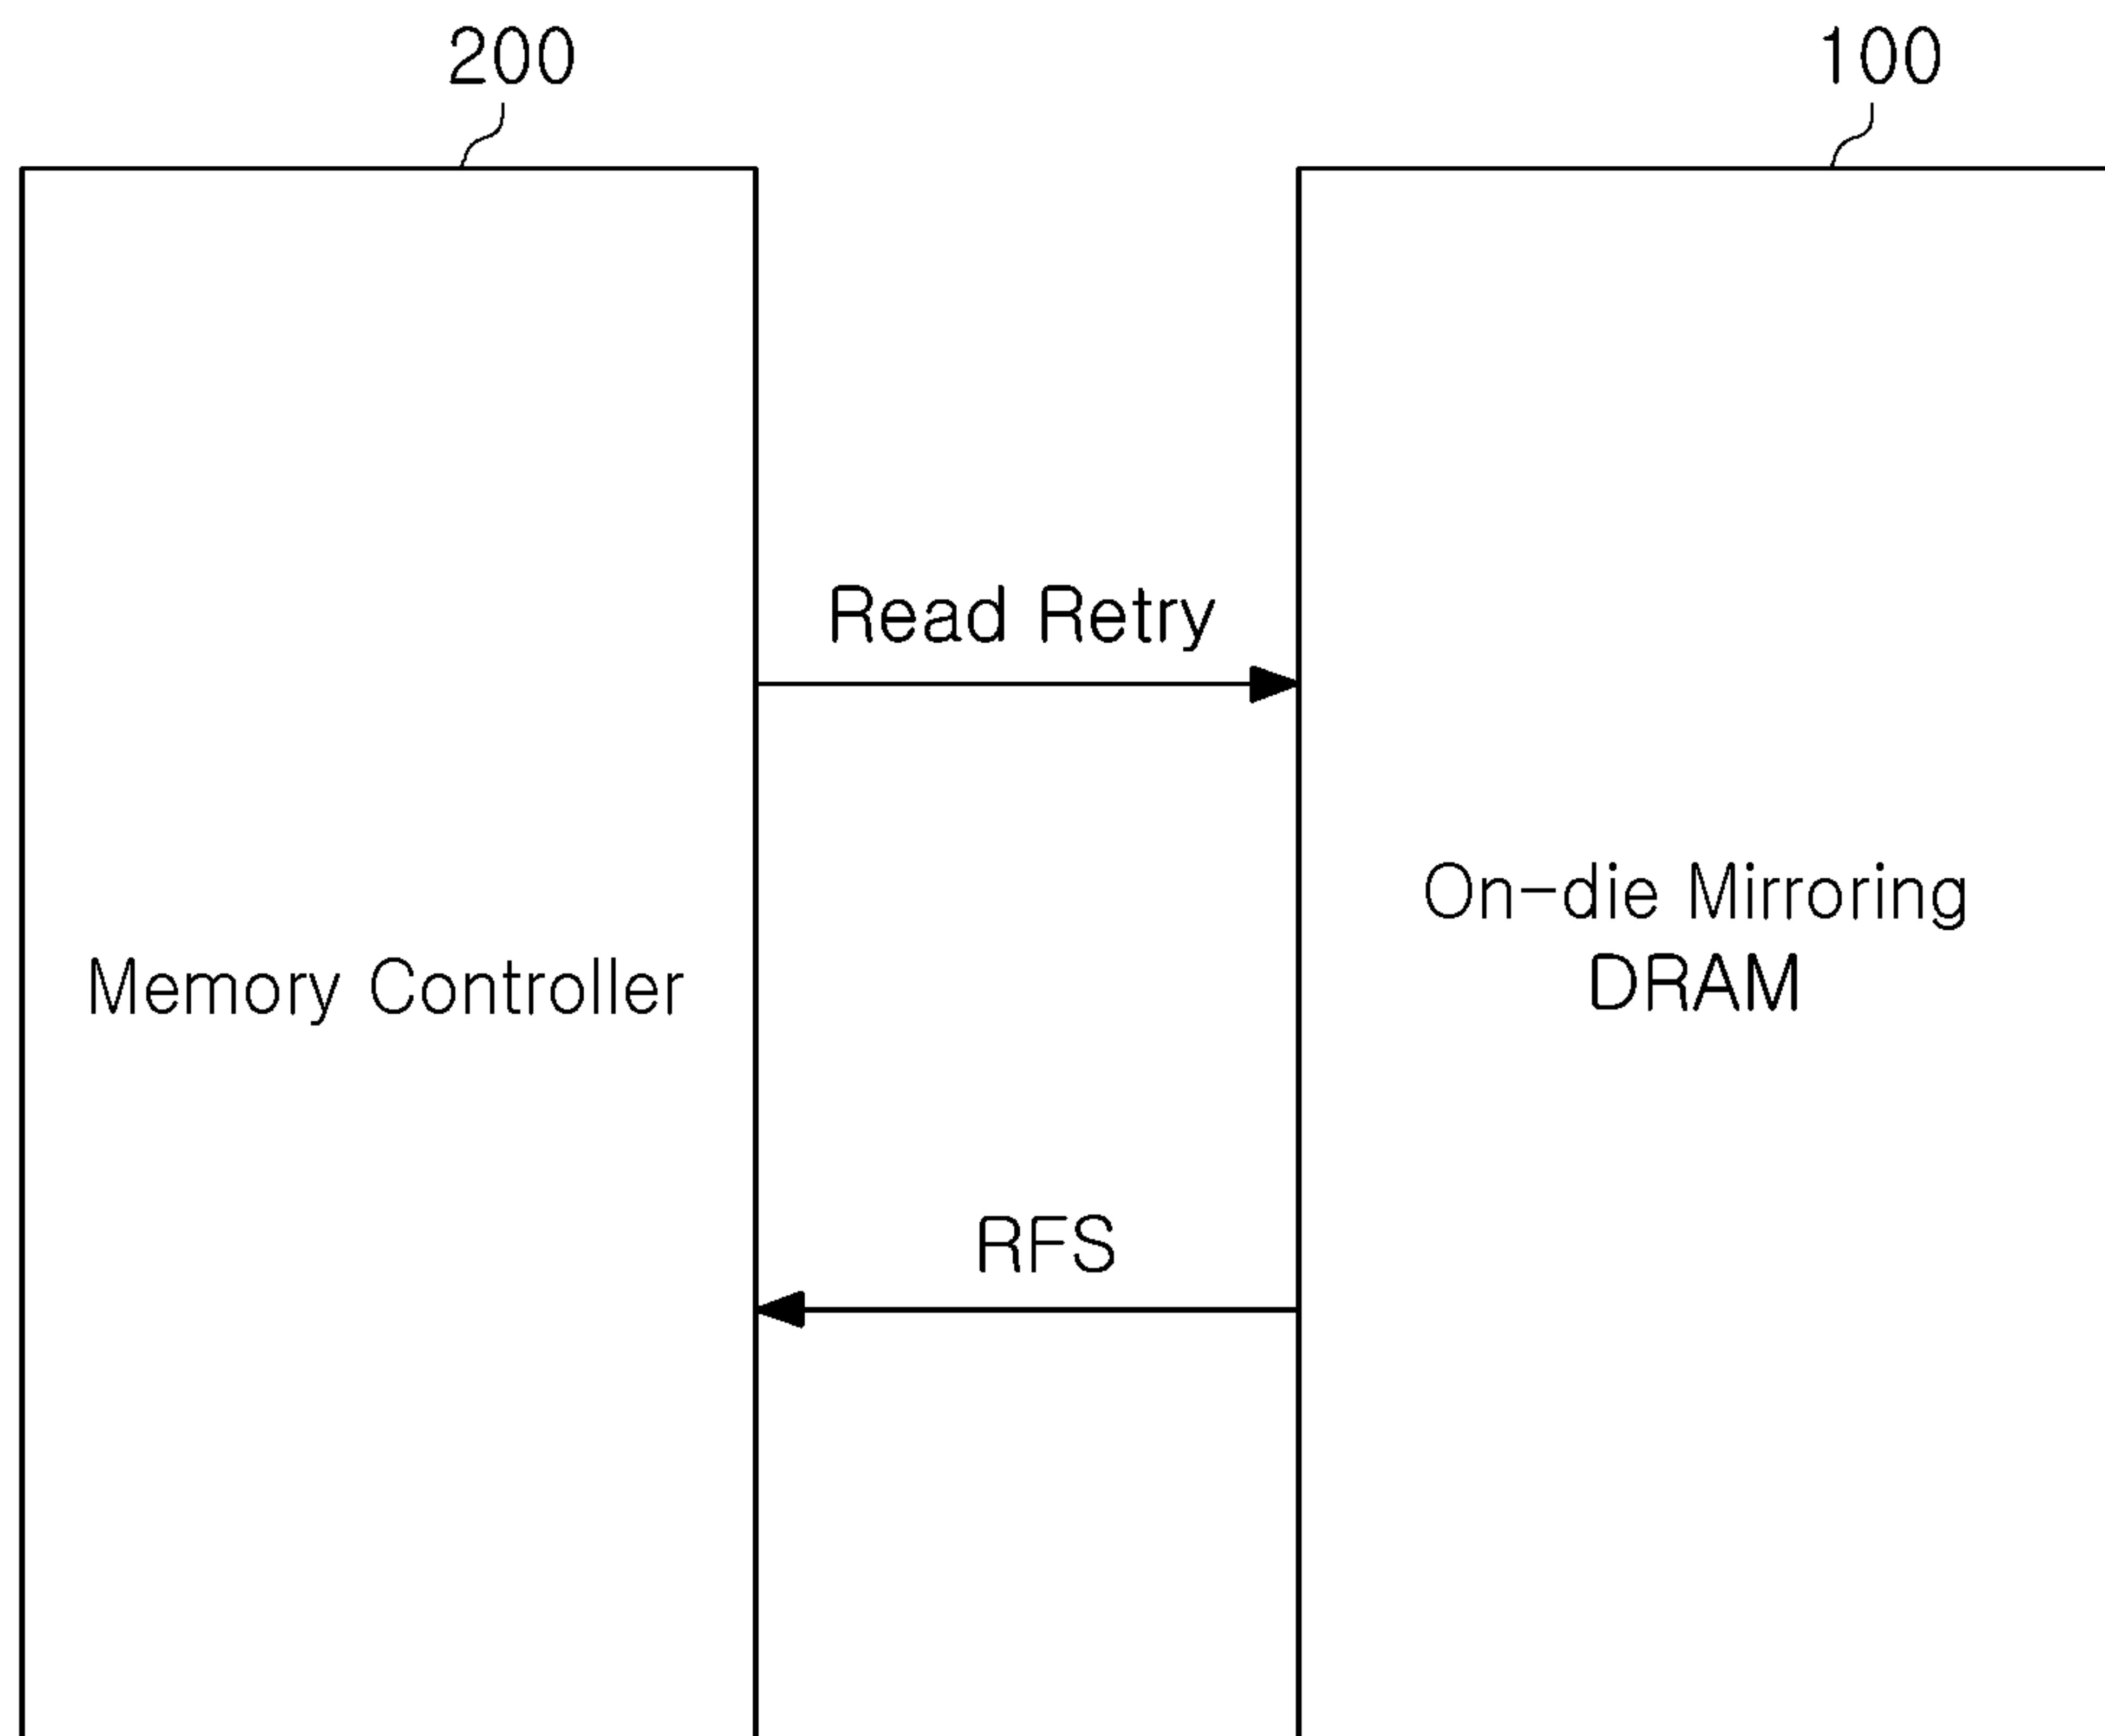 200
100
Read Retry
On-die Mirroring
DRAM
Memory Controller
RFS